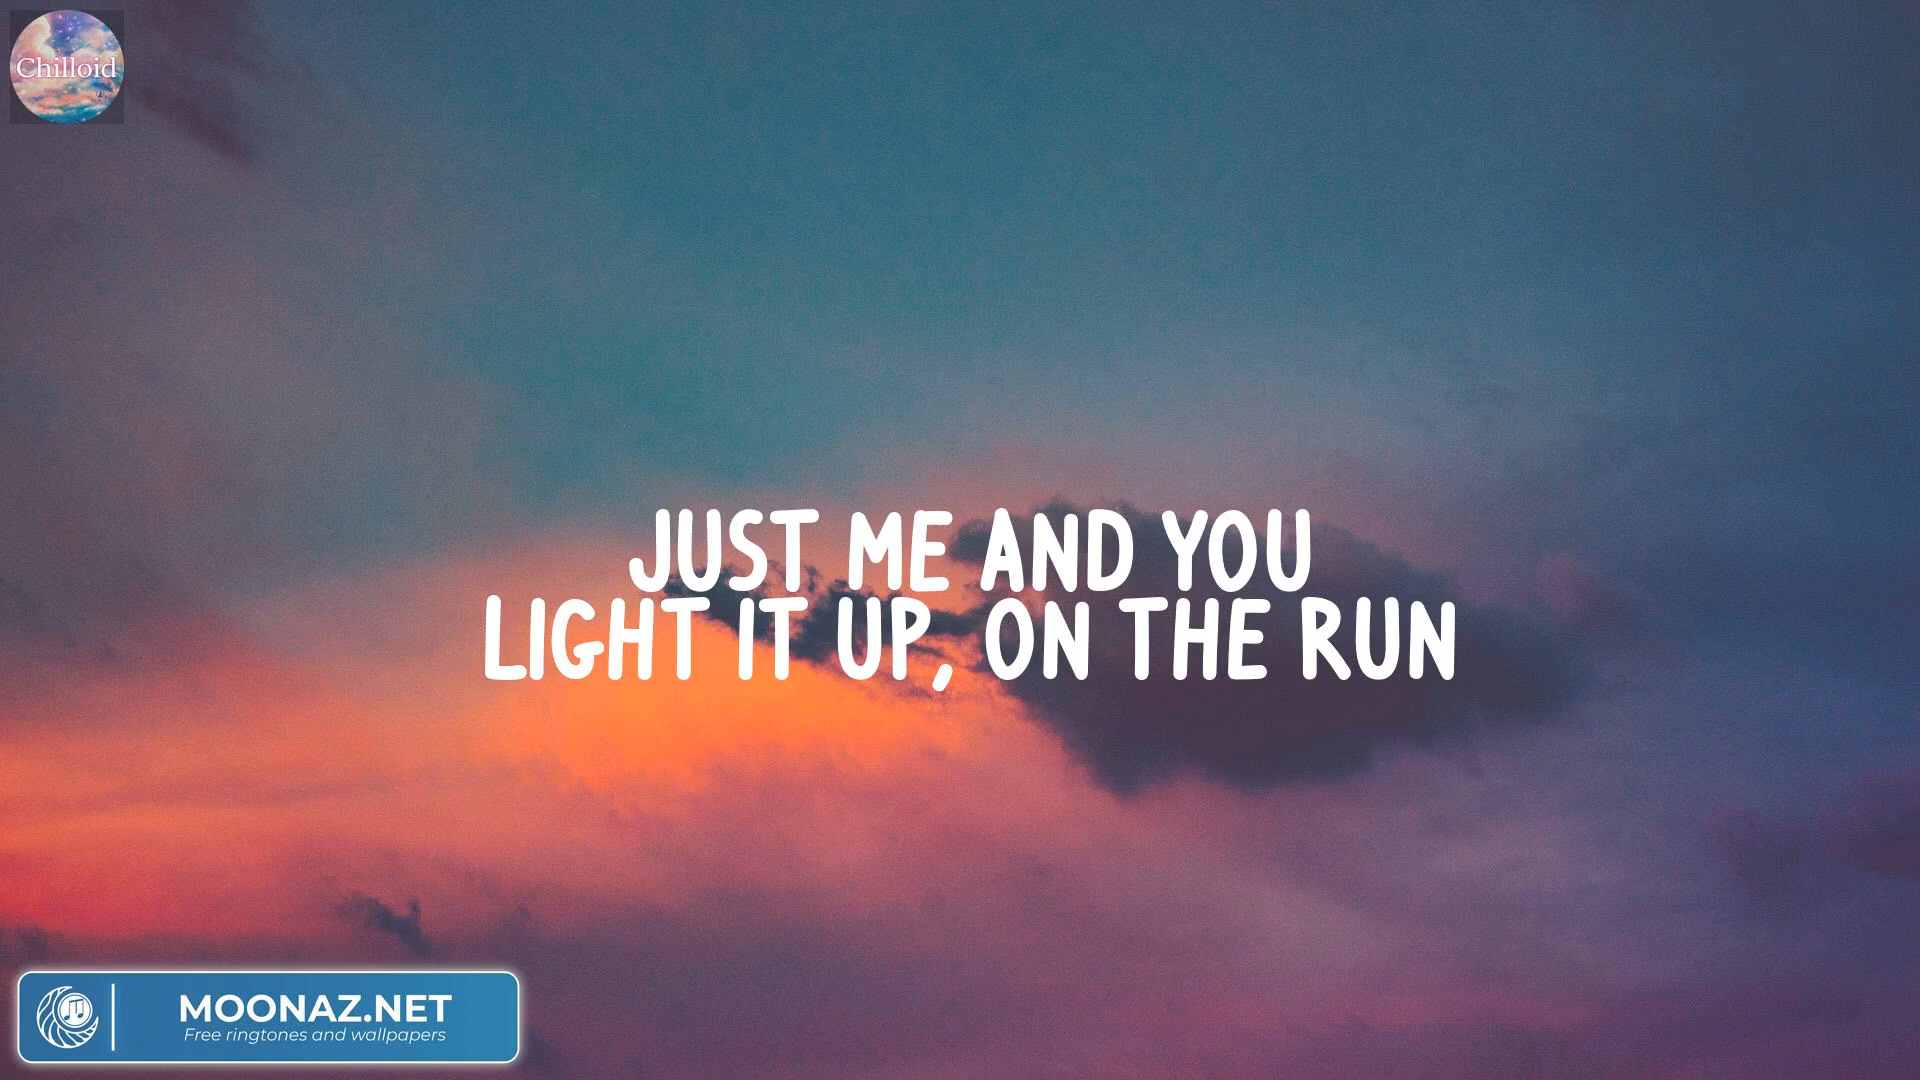 Chilloid
JUST ME AND YOU
LIGHT IT UP, ON THE RUN
MOONAZ.NET
Free ringtones and wallpapers